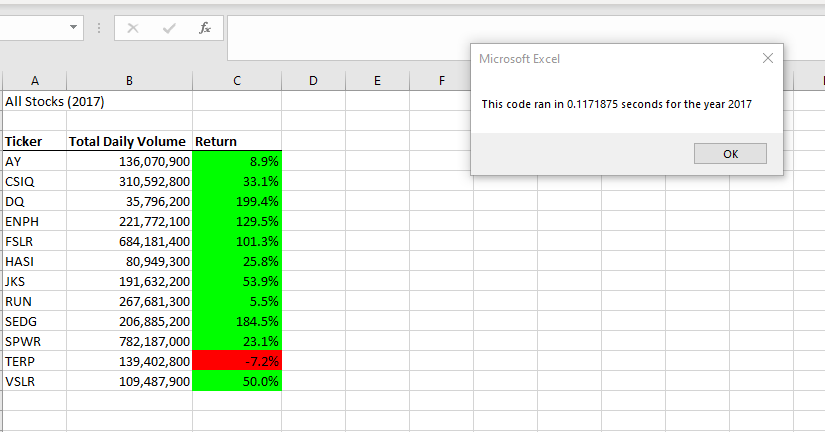 fx
A B C D E F
Microsoft Excel
All Stocks (2017)
This code ran in 0.1171875 seconds for the year 2017
OK
Ticker Total Daily Volume Return
AY 136,070,900 8.9%
CSIQ 310,592,800 33.1%
DQ 35,796,200 199.4%
ENPH 221,772,100 129.5%
FSLR 684,181,400 101.3%
HASI 80,949,300 25.8%
JKS 191,632,200 53.9%
RUN 267,681,300 5.5%
SEDG 206,885,200 184.5%
SPWR 782,187,000 23.1%
TERP 139,402,800 -7.2%
VSLR 109,487,900 50.0%